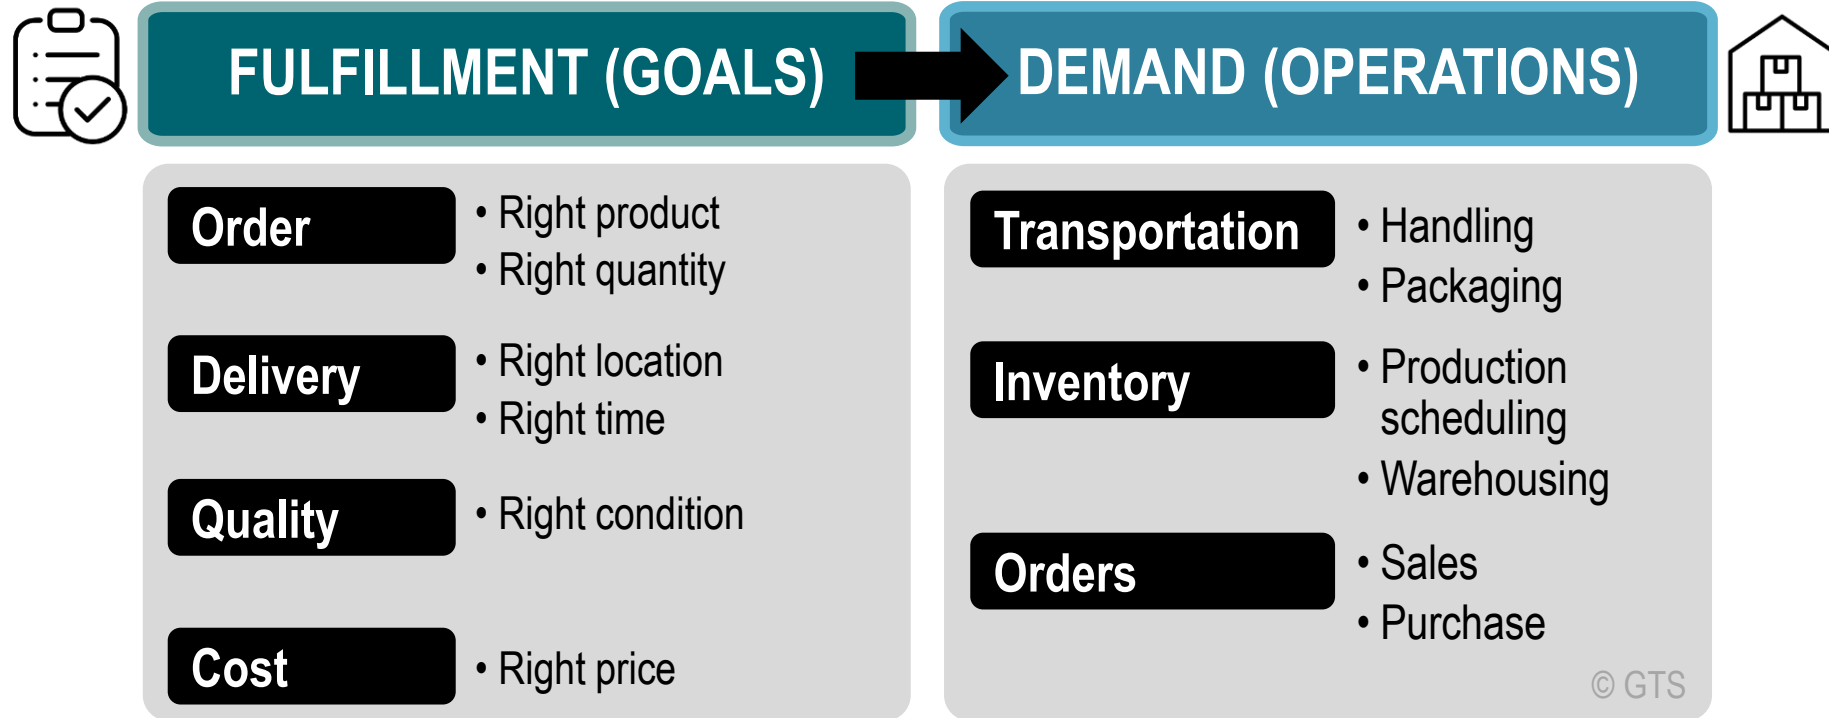 FULFILLMENT (GOALS)
Order
• Right product
• Right quantity
Delivery
• Right location
• Right time
Quality
• Right condition
Cost
• Right price
DEMAND (OPERATIONS)
Transportation
• Handling
• Packaging
Inventory
• Production
scheduling
• Warehousing
Orders
• Sales
• Purchase
© GTS